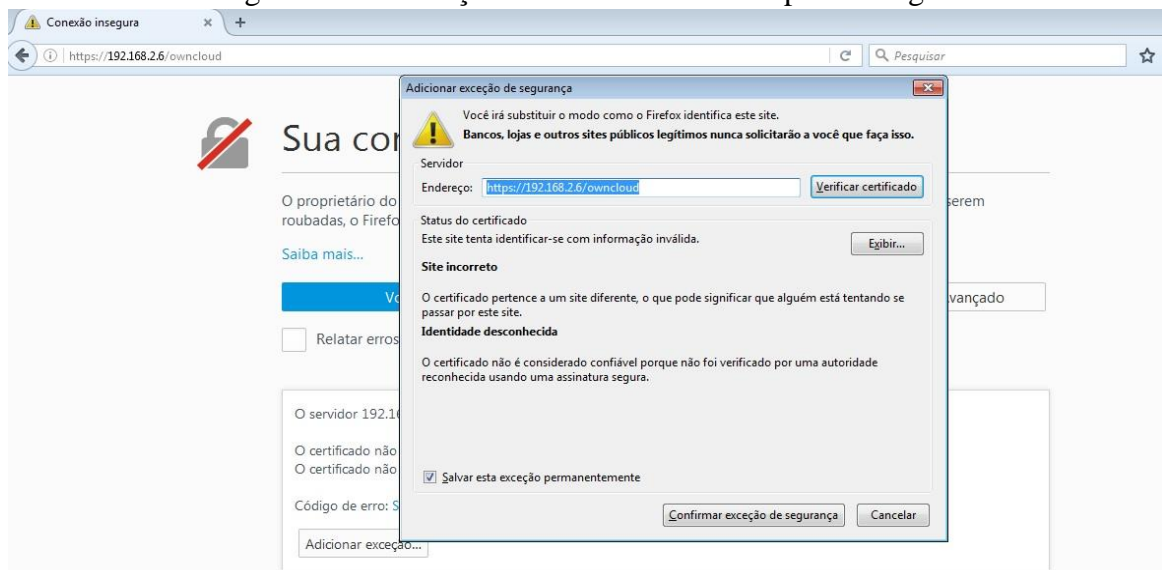 Conexão insegura
https://192.168.2.6/owncloud
Pesquisar
Adicionar exceção de segurança
Você irá substituir o modo como o Firefox identifica este site.
Bancos, lojas e outros sites públicos legítimos nunca solicitarão a você que faça isso.
Servidor
Endereço: https://192.168.2.6/owncloud Verificar certificado
Status do certificado
Este site tenta identificar-se com informação inválida.
Exibir...
Site incorreto
O certificado pertence a um site diferente, o que pode significar que alguém está tentando se
passar por este site.
Identidade desconhecida
O certificado não é considerado confiável porque não foi verificado por uma autoridade
reconhecida usando uma assinatura segura.
Salvar esta exceção permanentemente
Confirmar exceção de segurança Cancelar
Sua
O proprietário do serem
roubadas, o
Saiba mais...
Relatar erros
O servidor
O certificado não
O certificado não
Código de erro:
Adicionar exceção...